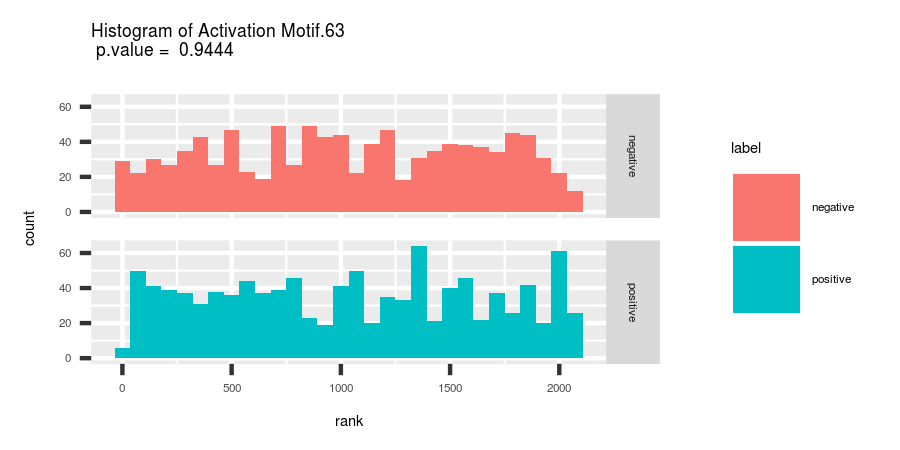 Histogram of Activation Motif.63
p.value = 0.9444
count
60
40
20
0
negative
60
40
20
0
positive
0
500
1000
1500
2000
rank
label
negative
positive